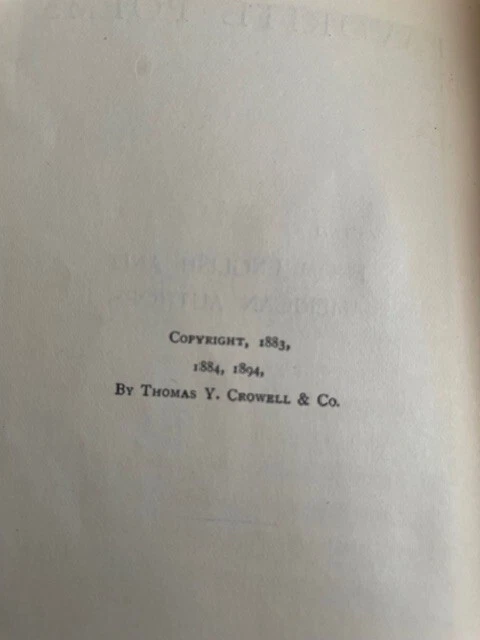 Copyright, 1883,
1884, 1894,
By Thomas Y. Crowell & Co.